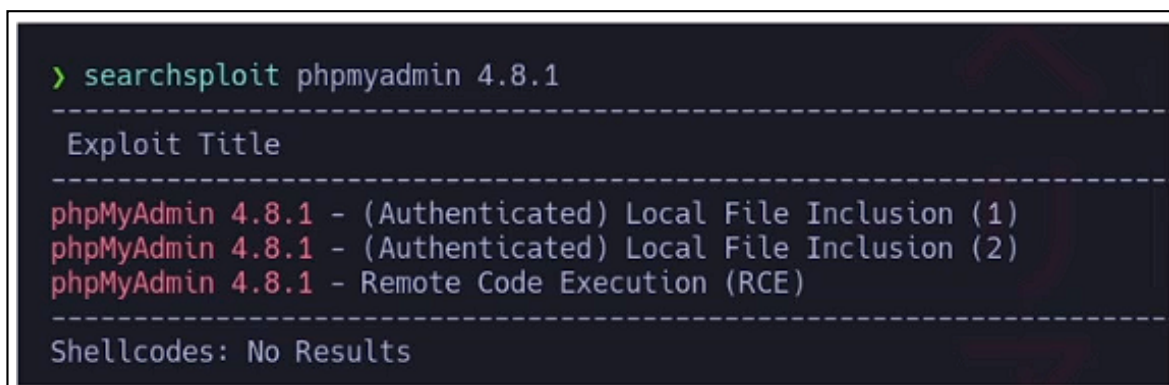 ❯ searchsploit phpmyadmin 4.8.1
--------------------------------------------------------------------------------
Exploit Title
--------------------------------------------------------------------------------
phpMyAdmin 4.8.1 - (Authenticated) Local File Inclusion (1)
phpMyAdmin 4.8.1 - (Authenticated) Local File Inclusion (2)
phpMyAdmin 4.8.1 - Remote Code Execution (RCE)
--------------------------------------------------------------------------------
Shellcodes: No Results